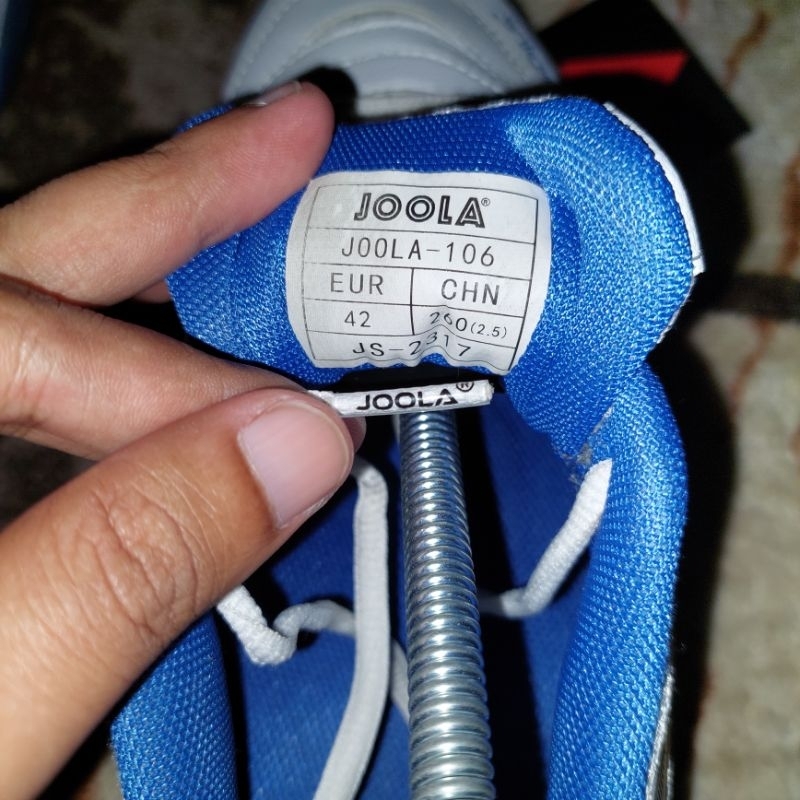 JOOLA®
JOOLA-106
EUR CHN
42 260(2.5)
JS-2317
JOOLA®